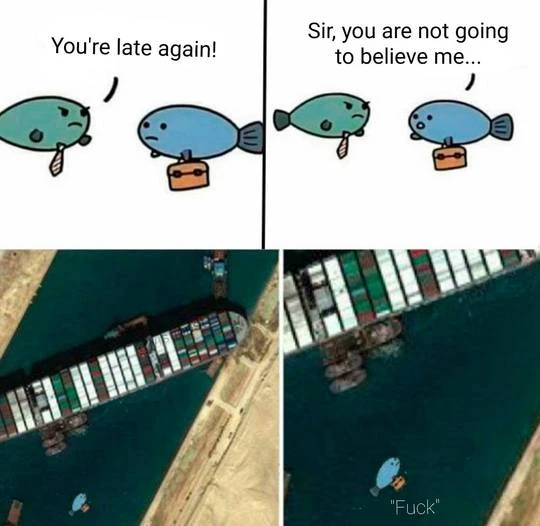 You're late again!
Sir, you are not going
to believe me...
"Fuck"